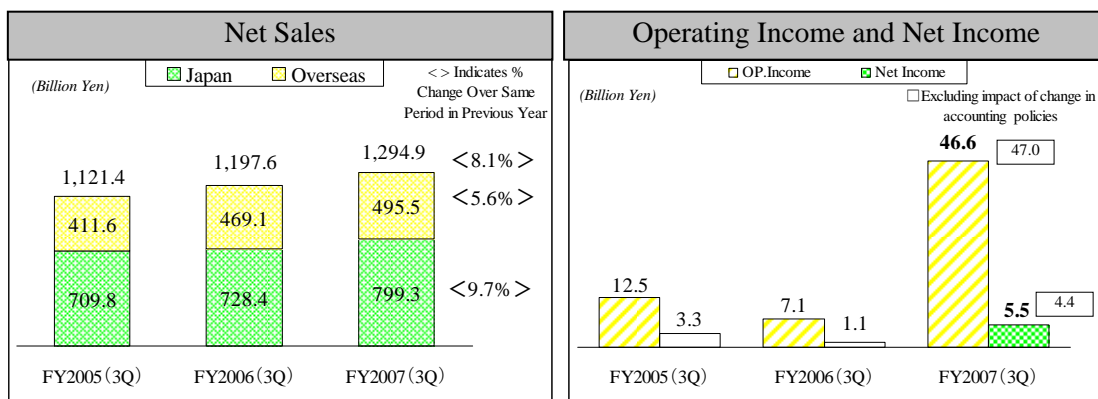 Net Sales
(Billion Yen)
Japan Overseas
<> Indicates %
Change Over Same
Period in Previous Year
1,121.4
1,197.6
1,294.9
<8.1%>
411.6
469.1
495.5
<5.6%>
709.8
728.4
799.3
<9.7%>
FY2005(3Q)
FY2006(3Q)
FY2007(3Q)
Operating Income and Net Income
OP.Income Net Income
(Billion Yen)
□Excluding impact of change in
accounting policies
12.5
3.3
7.1
1.1
46.6
47.0
5.5
4.4
FY2005(3Q)
FY2006(3Q)
FY2007(3Q)